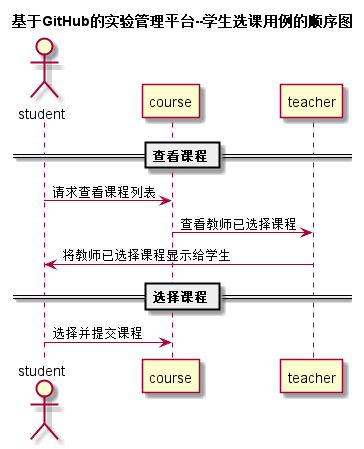 基于GitHub的实验管理平台--学生选课用例的顺序图
student
course
teacher
查看课程
请求查看课程列表
查看教师已选择课程
将教师已选择课程显示给学生
选择课程
选择并提交课程
student
course
teacher